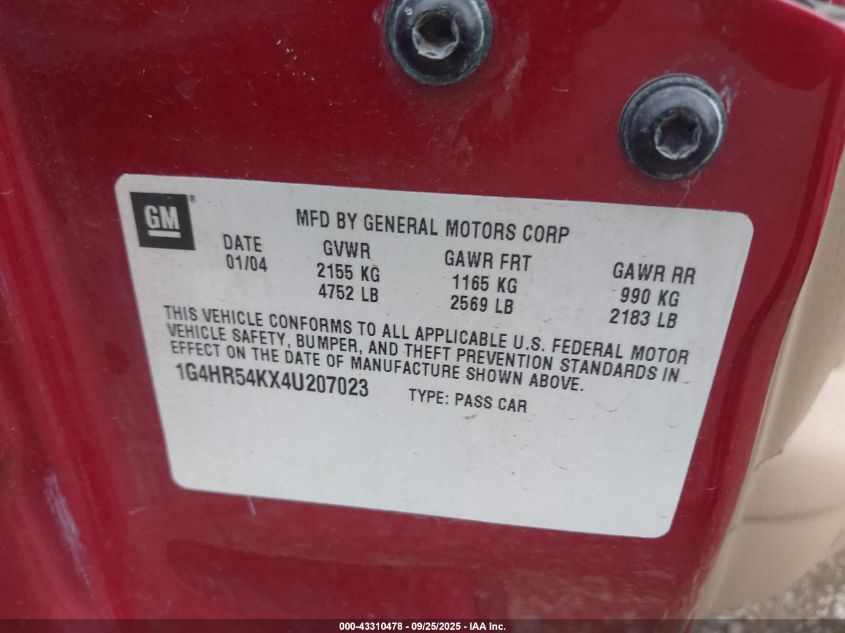 GM ®
MFD BY GENERAL MOTORS CORP
DATE GVWR GAWR FRT GAWR RR
01/04 2155 KG 1165 KG 990 KG
4752 LB 2569 LB 2183 LB
THIS VEHICLE CONFORMS TO ALL APPLICABLE U.S. FEDERAL MOTOR
VEHICLE SAFETY, BUMPER, AND THEFT PREVENTION STANDARDS IN
EFFECT ON THE DATE OF MANUFACTURE SHOWN ABOVE.
1G4HR54KX4U207023 TYPE: PASS CAR
000-43310478 - 09/25/2025 - IAA Inc.